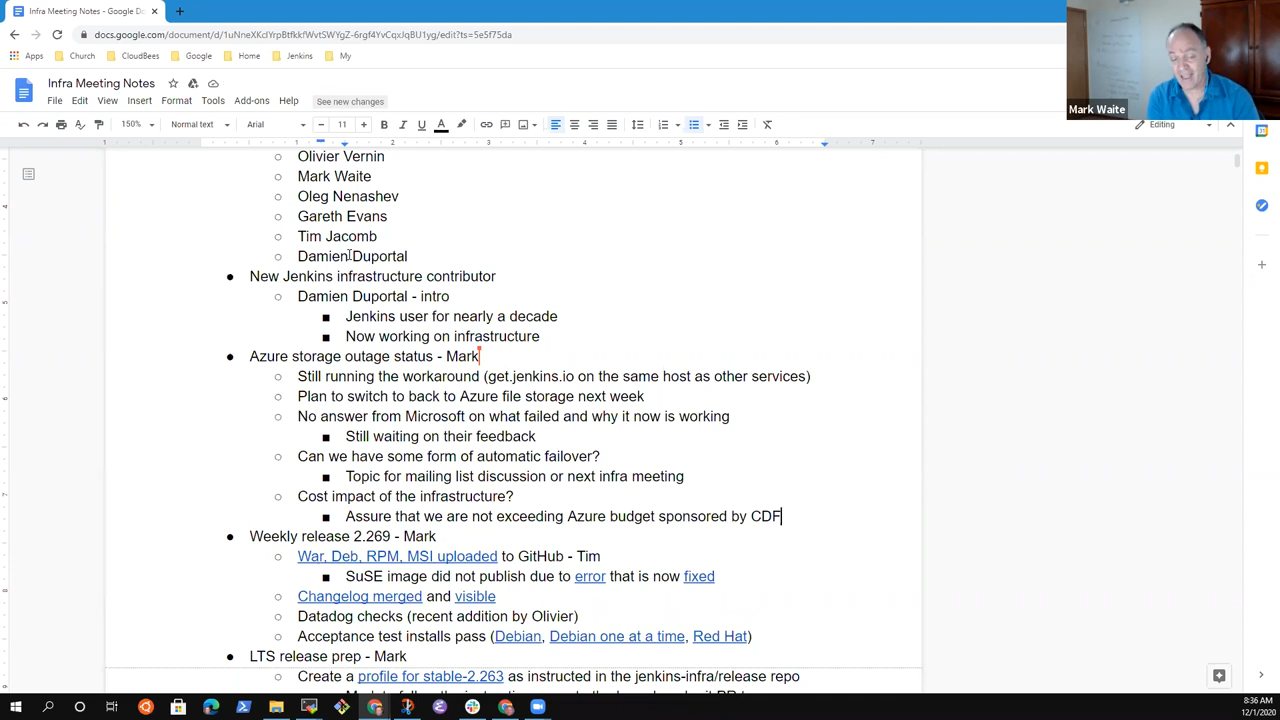 Infra Meeting Notes - Google Do
docs.google.com/document/d/
Apps Church CloudBees Google Home Jenkins My
Infra Meeting Notes
File Edit View Insert Format Tools Add-ons Help See new changes
150% Normal text Arial 11 Editing
1 1 2 3 4 5 6 7
Olivier Vernin
Mark Waite
Oleg Nenashev
Gareth Evans
Tim Jacomb
Damien Duportal
New Jenkins infrastructure contributor
Damien Duportal - intro
Jenkins user for nearly a decade
Now working on infrastructure
Azure storage outage status - Mark
Still running the workaround (get.jenkins.io on the same host as other services)
Plan to switch to back to Azure file storage next week
No answer from Microsoft on what failed and why it now is working
Still waiting on their feedback
Can we have some form of automatic failover?
Topic for mailing list discussion or next infra meeting
Cost impact of the infrastructure?
Assure that we are not exceeding Azure budget sponsored by CDF
Weekly release 2.269 - Mark
War, Deb, RPM, MSI uploaded to GitHub - Tim
SuSE image did not publish due to error that is now fixed
Changelog merged and visible
Datadog checks (recent addition by Olivier)
Acceptance test installs pass (Debian, Debian one at a time, Red Hat)
LTS release prep - Mark
Create a profile for stable-2.263 as instructed in the jenkins-infra/release repo
Mark Waite
8:36 AM
12/1/2020